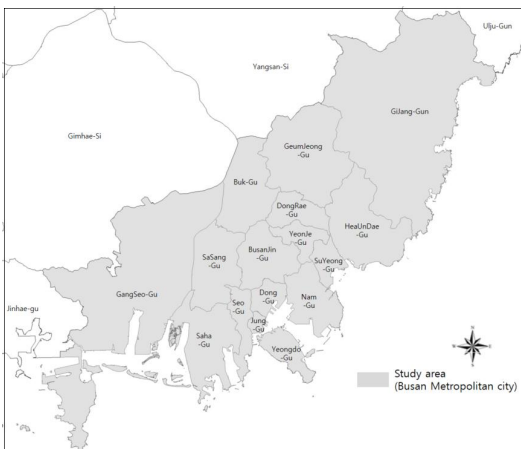 Ulju-Gun
Yangsan-Si
GiJang-Gun
Gimhae-Si
GeumJeong
-Gu
Buk-Gu
DongRae
-Gu
HeaUnDae
-Gu
YeonJe
-Gu
BusanJin
-Gu
SaSang
-Gu
SuYeong
-Gu
GangSeo-Gu
Dong
-Gu
Nam
-Gu
Seo
-Gu
Jinhae-gu
Jung
-Gu
Saha
-Gu
Yeongdo
-Gu
N
W
E
S
Study area
(Busan Metropolitan city)